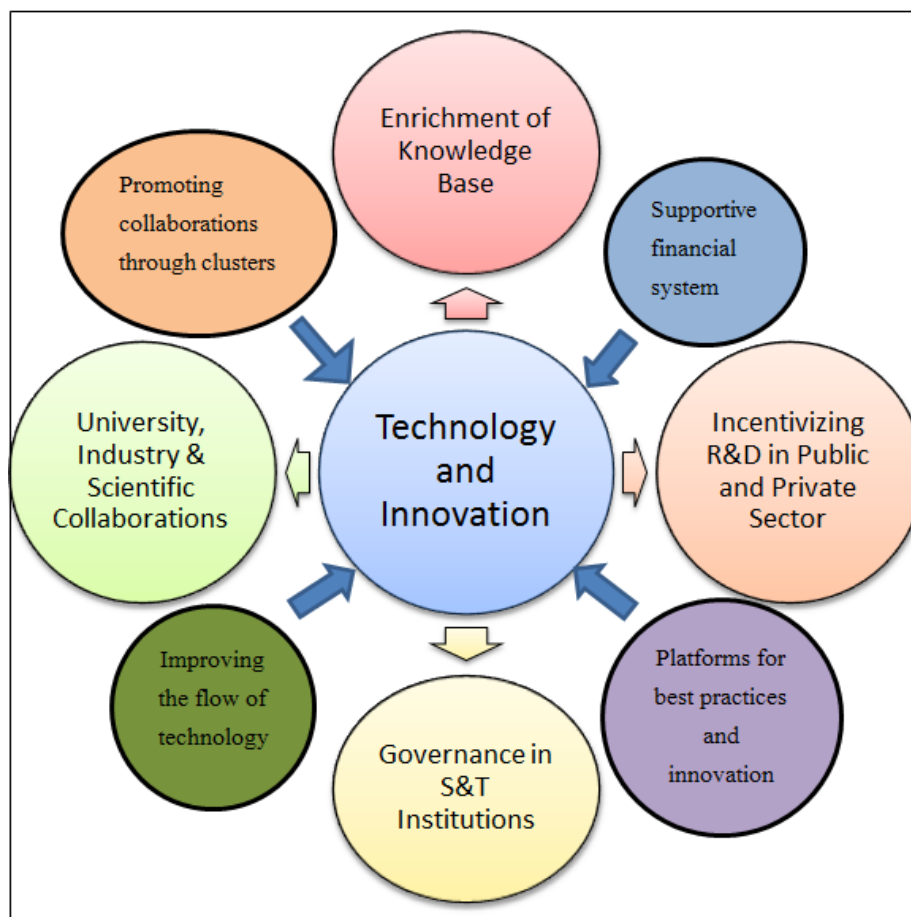 Enrichment of
Knowledge
Base
Promoting
collaborations
through clusters
Supportive
financial
system
University,
Industry &
Scientific
Collaborations
Technology
and
Innovation
Incentivizing
R&D in Public
and Private
Sector
Improving
the flow of
technology
Platforms for
best practices
and
innovation
Governance in
S&T
Institutions